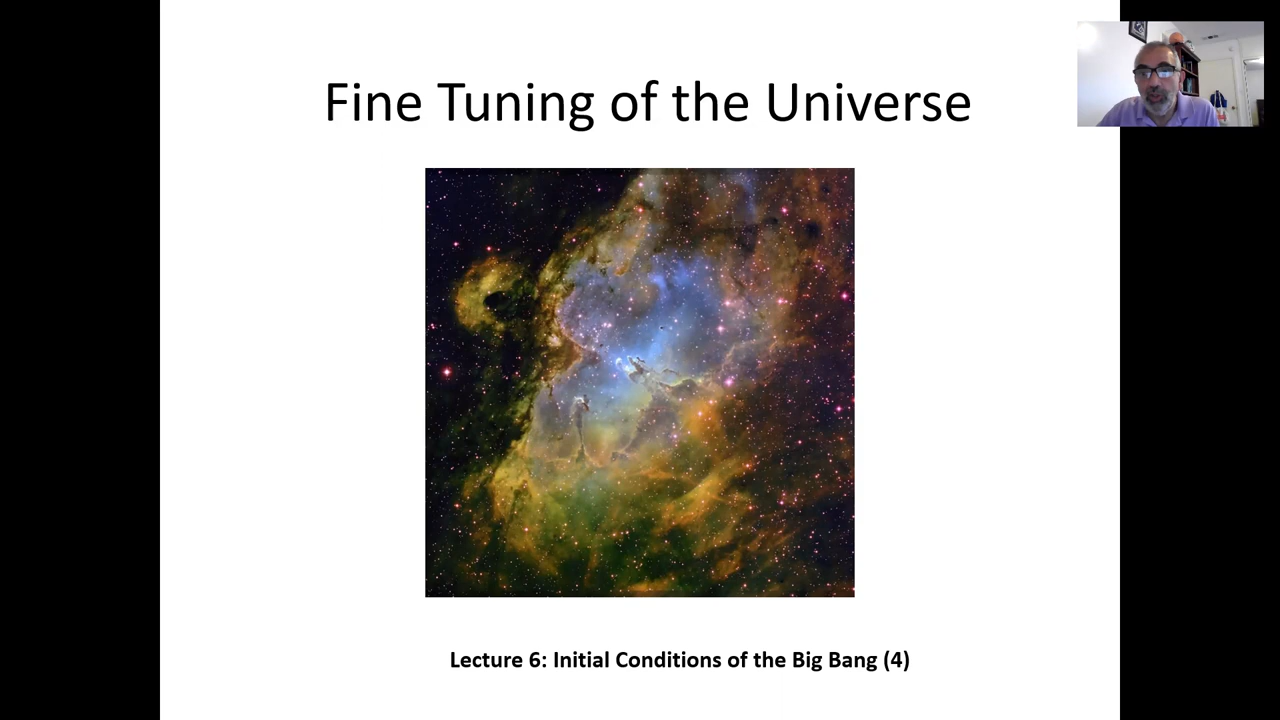 Fine Tuning of the Universe
Lecture 6: Initial Conditions of the Big Bang (4)